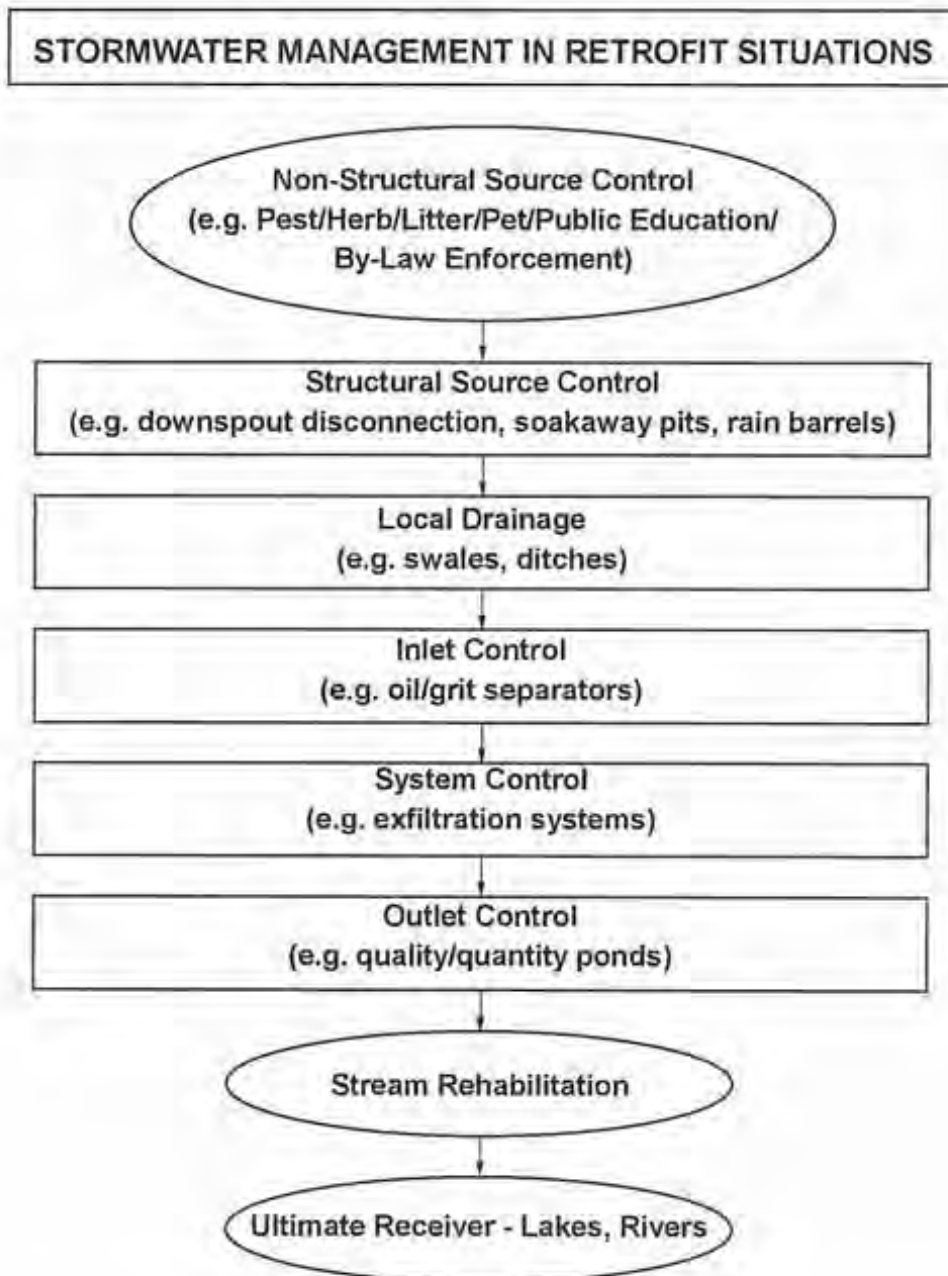 STORMWATER MANAGEMENT IN RETROFIT SITUATIONS
Non-Structural Source Control
(e.g. Pest/Herb/Litter/Pet/Public Education/
By-Law Enforcement)
Structural Source Control
(e.g. downspout disconnection, soakaway pits, rain barrels)
Local Drainage
(e.g. swales, ditches)
Inlet Control
(e.g. oil/grit separators)
System Control
(e.g. exfiltration systems)
Outlet Control
(e.g. quality/quantity ponds)
Stream Rehabilitation
Ultimate Receiver - Lakes, Rivers